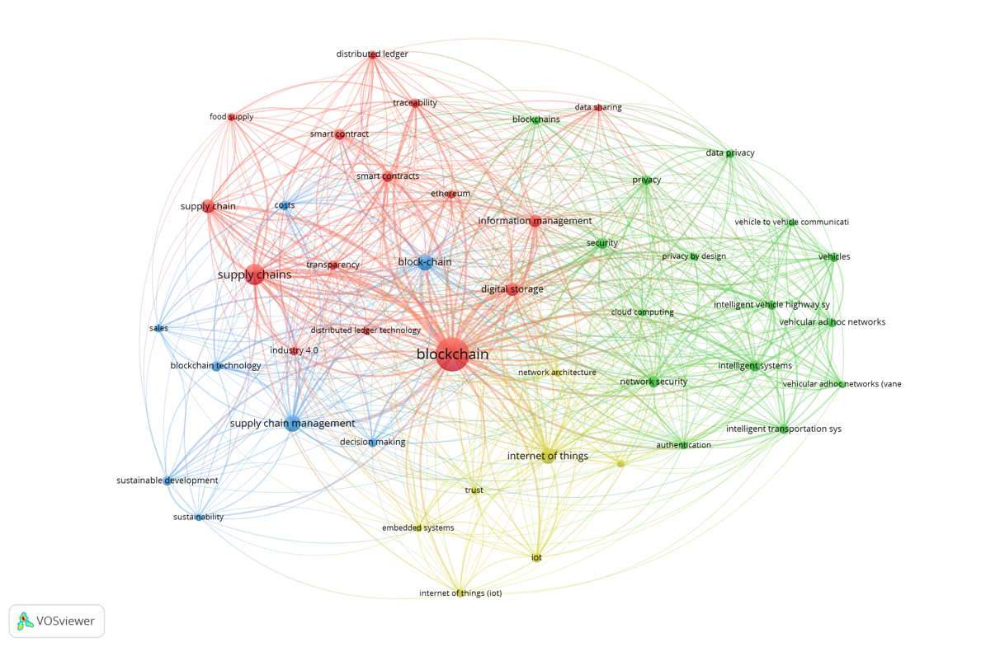 distributed ledger
traceability
data sharing
food supply
blockchains
smart contract
data privacy
smart contracts
privacy
ethereum
supply chain
costs
information management
vehicle to vehicle communicati
security
privacy by design
vehicles
block-chain
transparency
supply chains
digital storage
intelligent vehicle highway sy
cloud computing
vehicular ad hoc networks
sales
distributed ledger technology
industry 4.0
blockchain
blockchain technology
intelligent systems
network architecture
network security
vehicular adhoc networks (vane
supply chain management
intelligent transportation sys
decision making
authentication
internet of things
sustainable development
trust
sustainability
embedded systems
iot
internet of things (iot)
VOSviewer